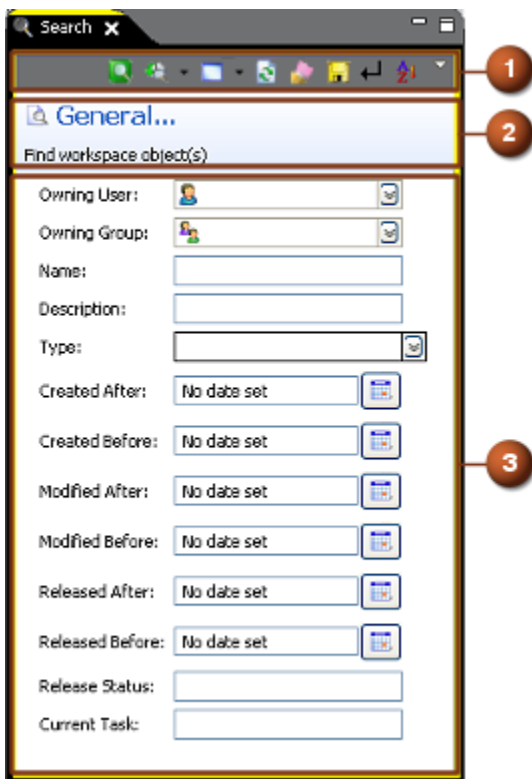 Search
1
General...
2
Find workspace object(s)
Owning User:
Owning Group:
Name:
Description:
Type:
Created After: No date set
Created Before: No date set
3
Modified After: No date set
Modified Before: No date set
Released After: No date set
Released Before: No date set
Release Status:
Current Task: